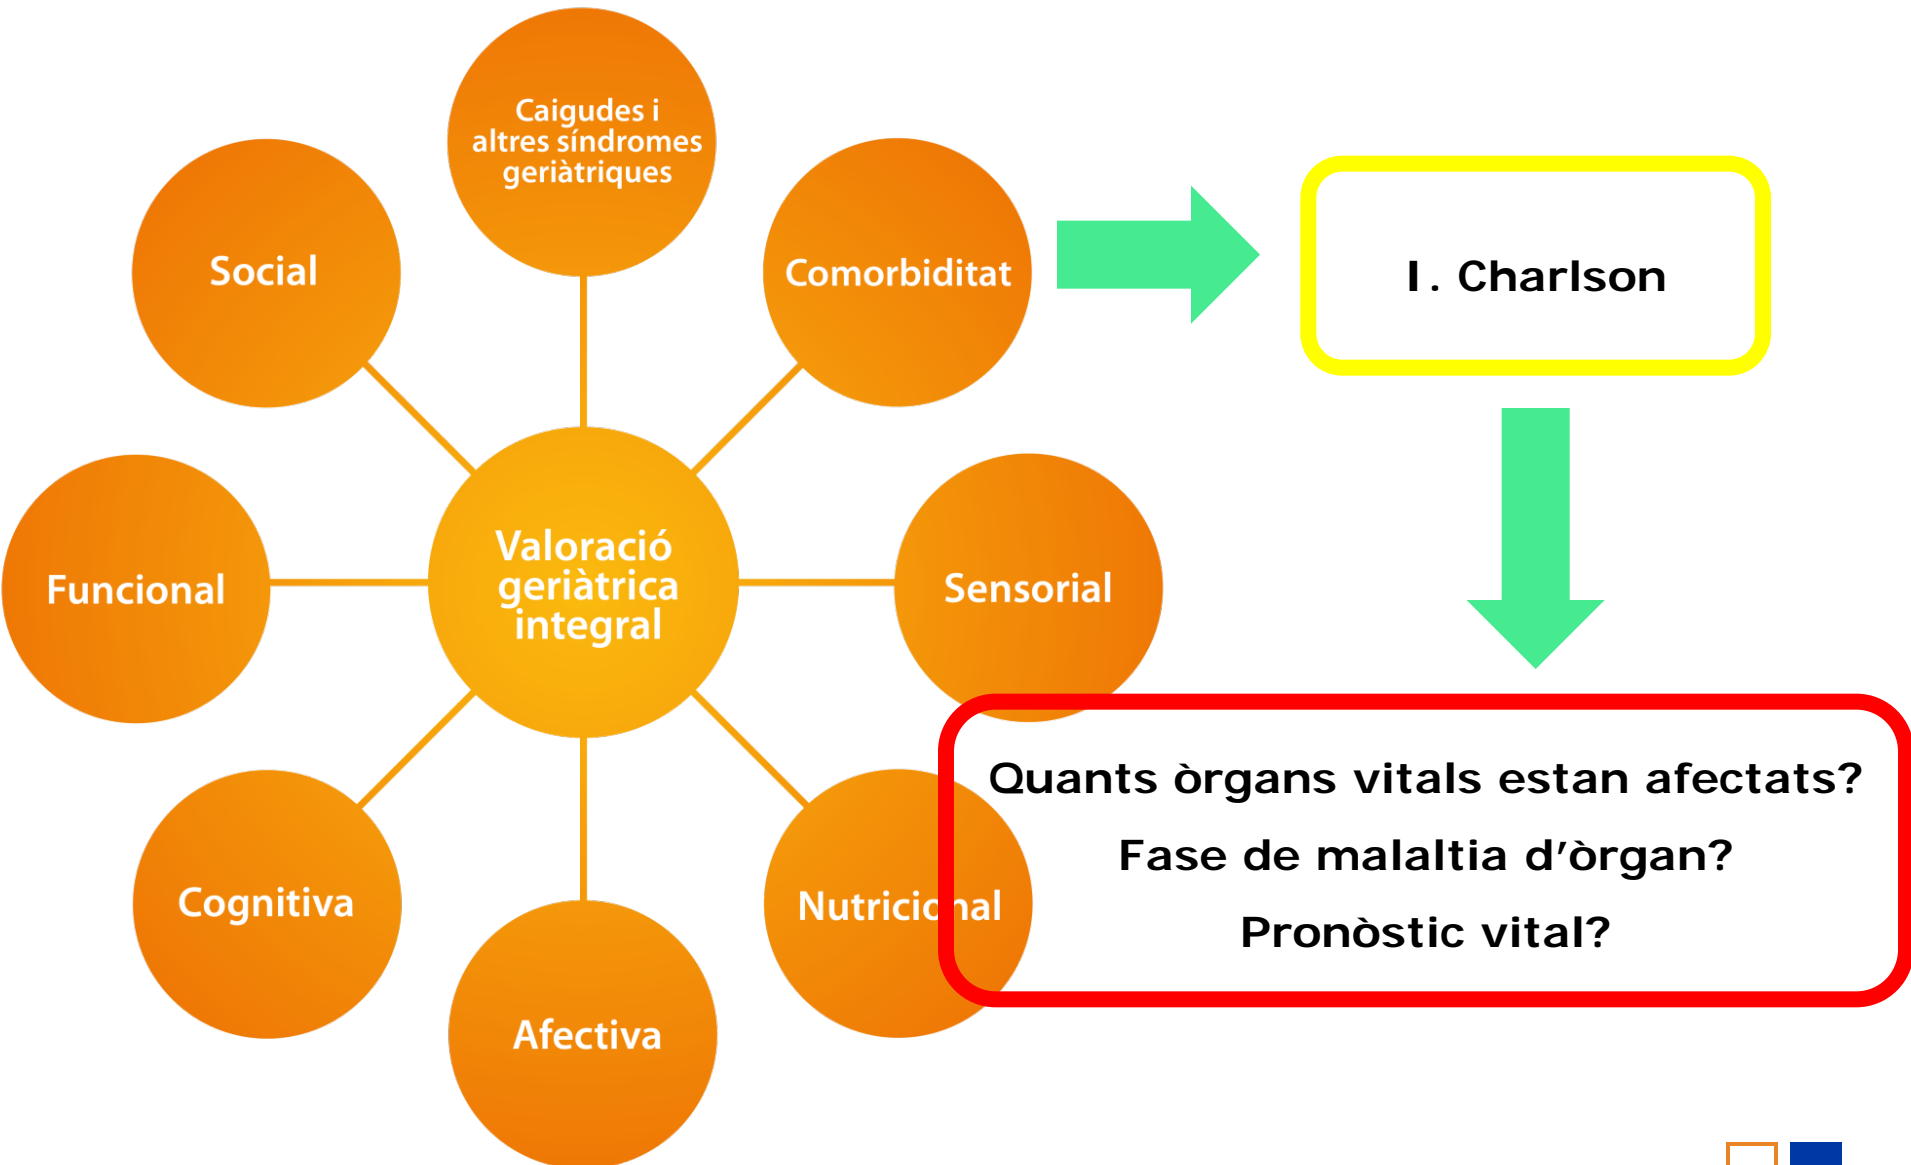 Caigudes i
altres síndromes
geriàtriques
Social
Comorbiditat
I. Charlson
Valoració
geriàtrica
integral
Funcional
Sensorial
Quants òrgans vitals estan afectats?
Fase de malaltia d’òrgan?
Pronòstic vital?
Cognitiva
Nutricional
Afectiva